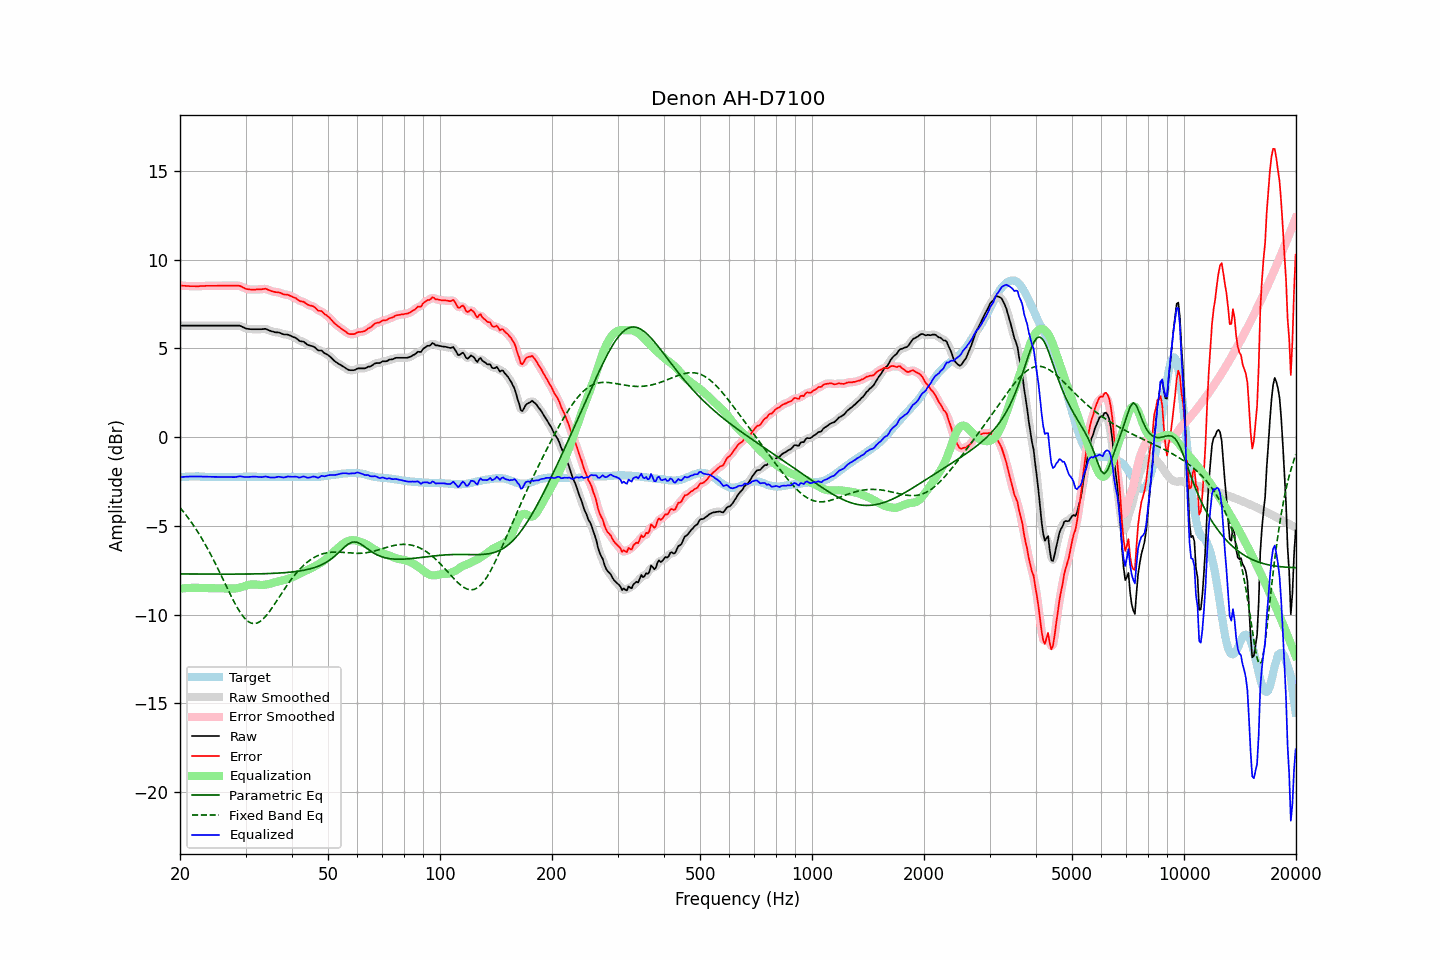 Denon AH-D7100
Amplitude (dBr)
15
10
5
0
−5
−10
−15
−20
Target
Raw Smoothed
Error Smoothed
Raw
Error
Equalization
Parametric Eq
Fixed Band Eq
Equalized
20 50 100 200 500 1000 2000 5000 10000 20000
Frequency (Hz)